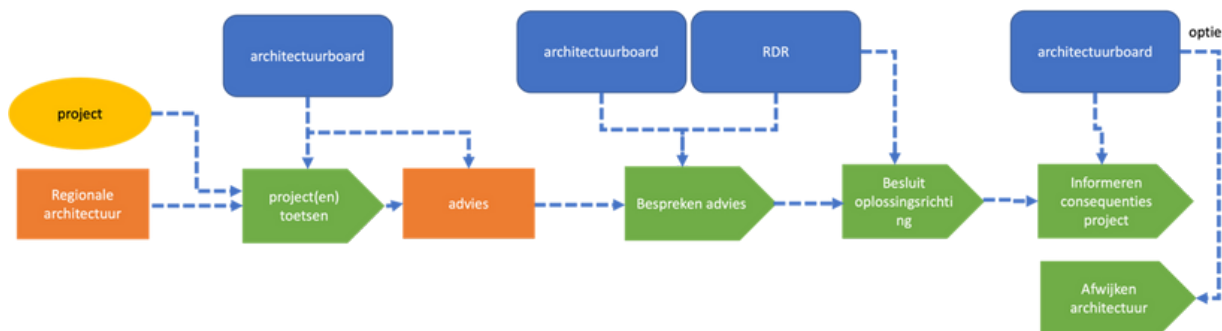 architectuurboard
architectuurboard
RDR
architectuurboard
optie
project
Regionale
architectuur
project(en)
toetsen
advies
Bespreken advies
Besluit
oplossingsrichti
ng
Informeren
consequenties
project
Afwijken
architectuur